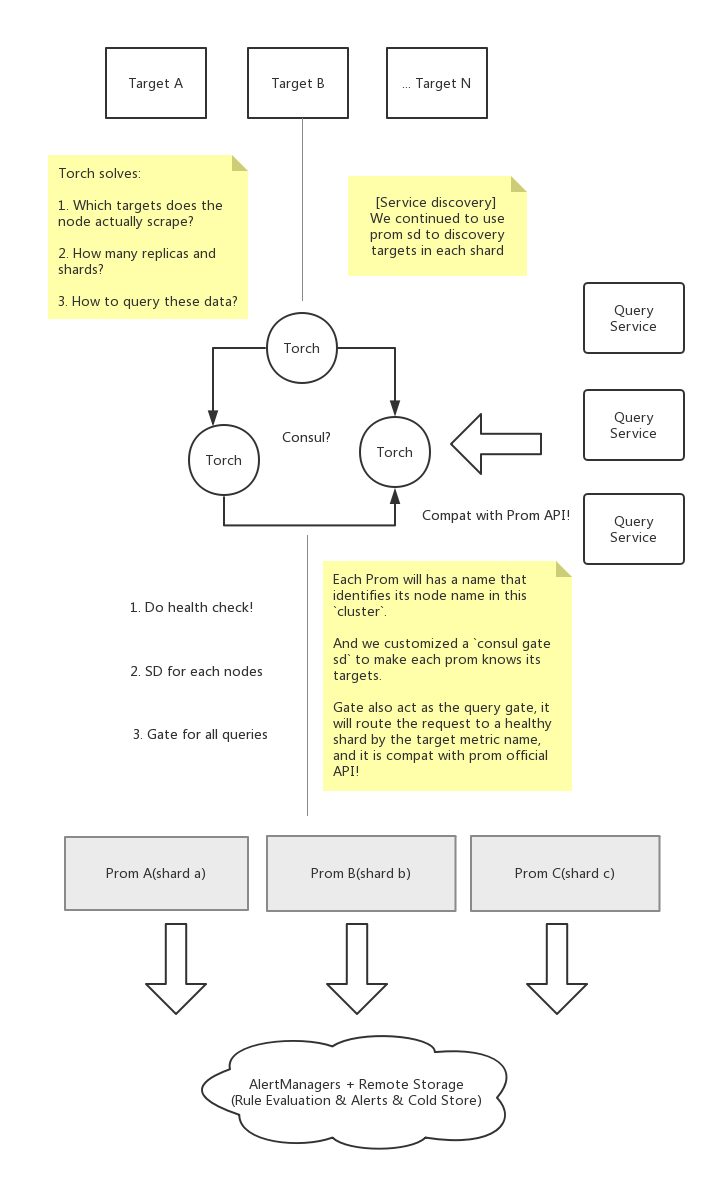 Target A
Target B
... Target N
Torch solves:
1. Which targets does the
node actually scrape?
2. How many replicas and
shards?
3. How to query these data?
[Service discovery]
We continued to use
prom sd to discovery
targets in each shard
Query
Service
Torch
Torch
Consul?
Torch
Query
Service
Compat with Prom API!
Query
Service
1. Do health check!
2. SD for each nodes
3. Gate for all queries
Each Prom will has a name that
identifies its node name in this
`cluster`.
And we customized a `consul gate
sd` to make each prom knows its
targets.
Gate also act as the query gate, it
will route the request to a healthy
shard by the target metric name,
and it is compat with prom official
API!
Prom A(shard a)
Prom B(shard b)
Prom C(shard c)
AlertManagers + Remote Storage
(Rule Evaluation & Alerts & Cold Store)